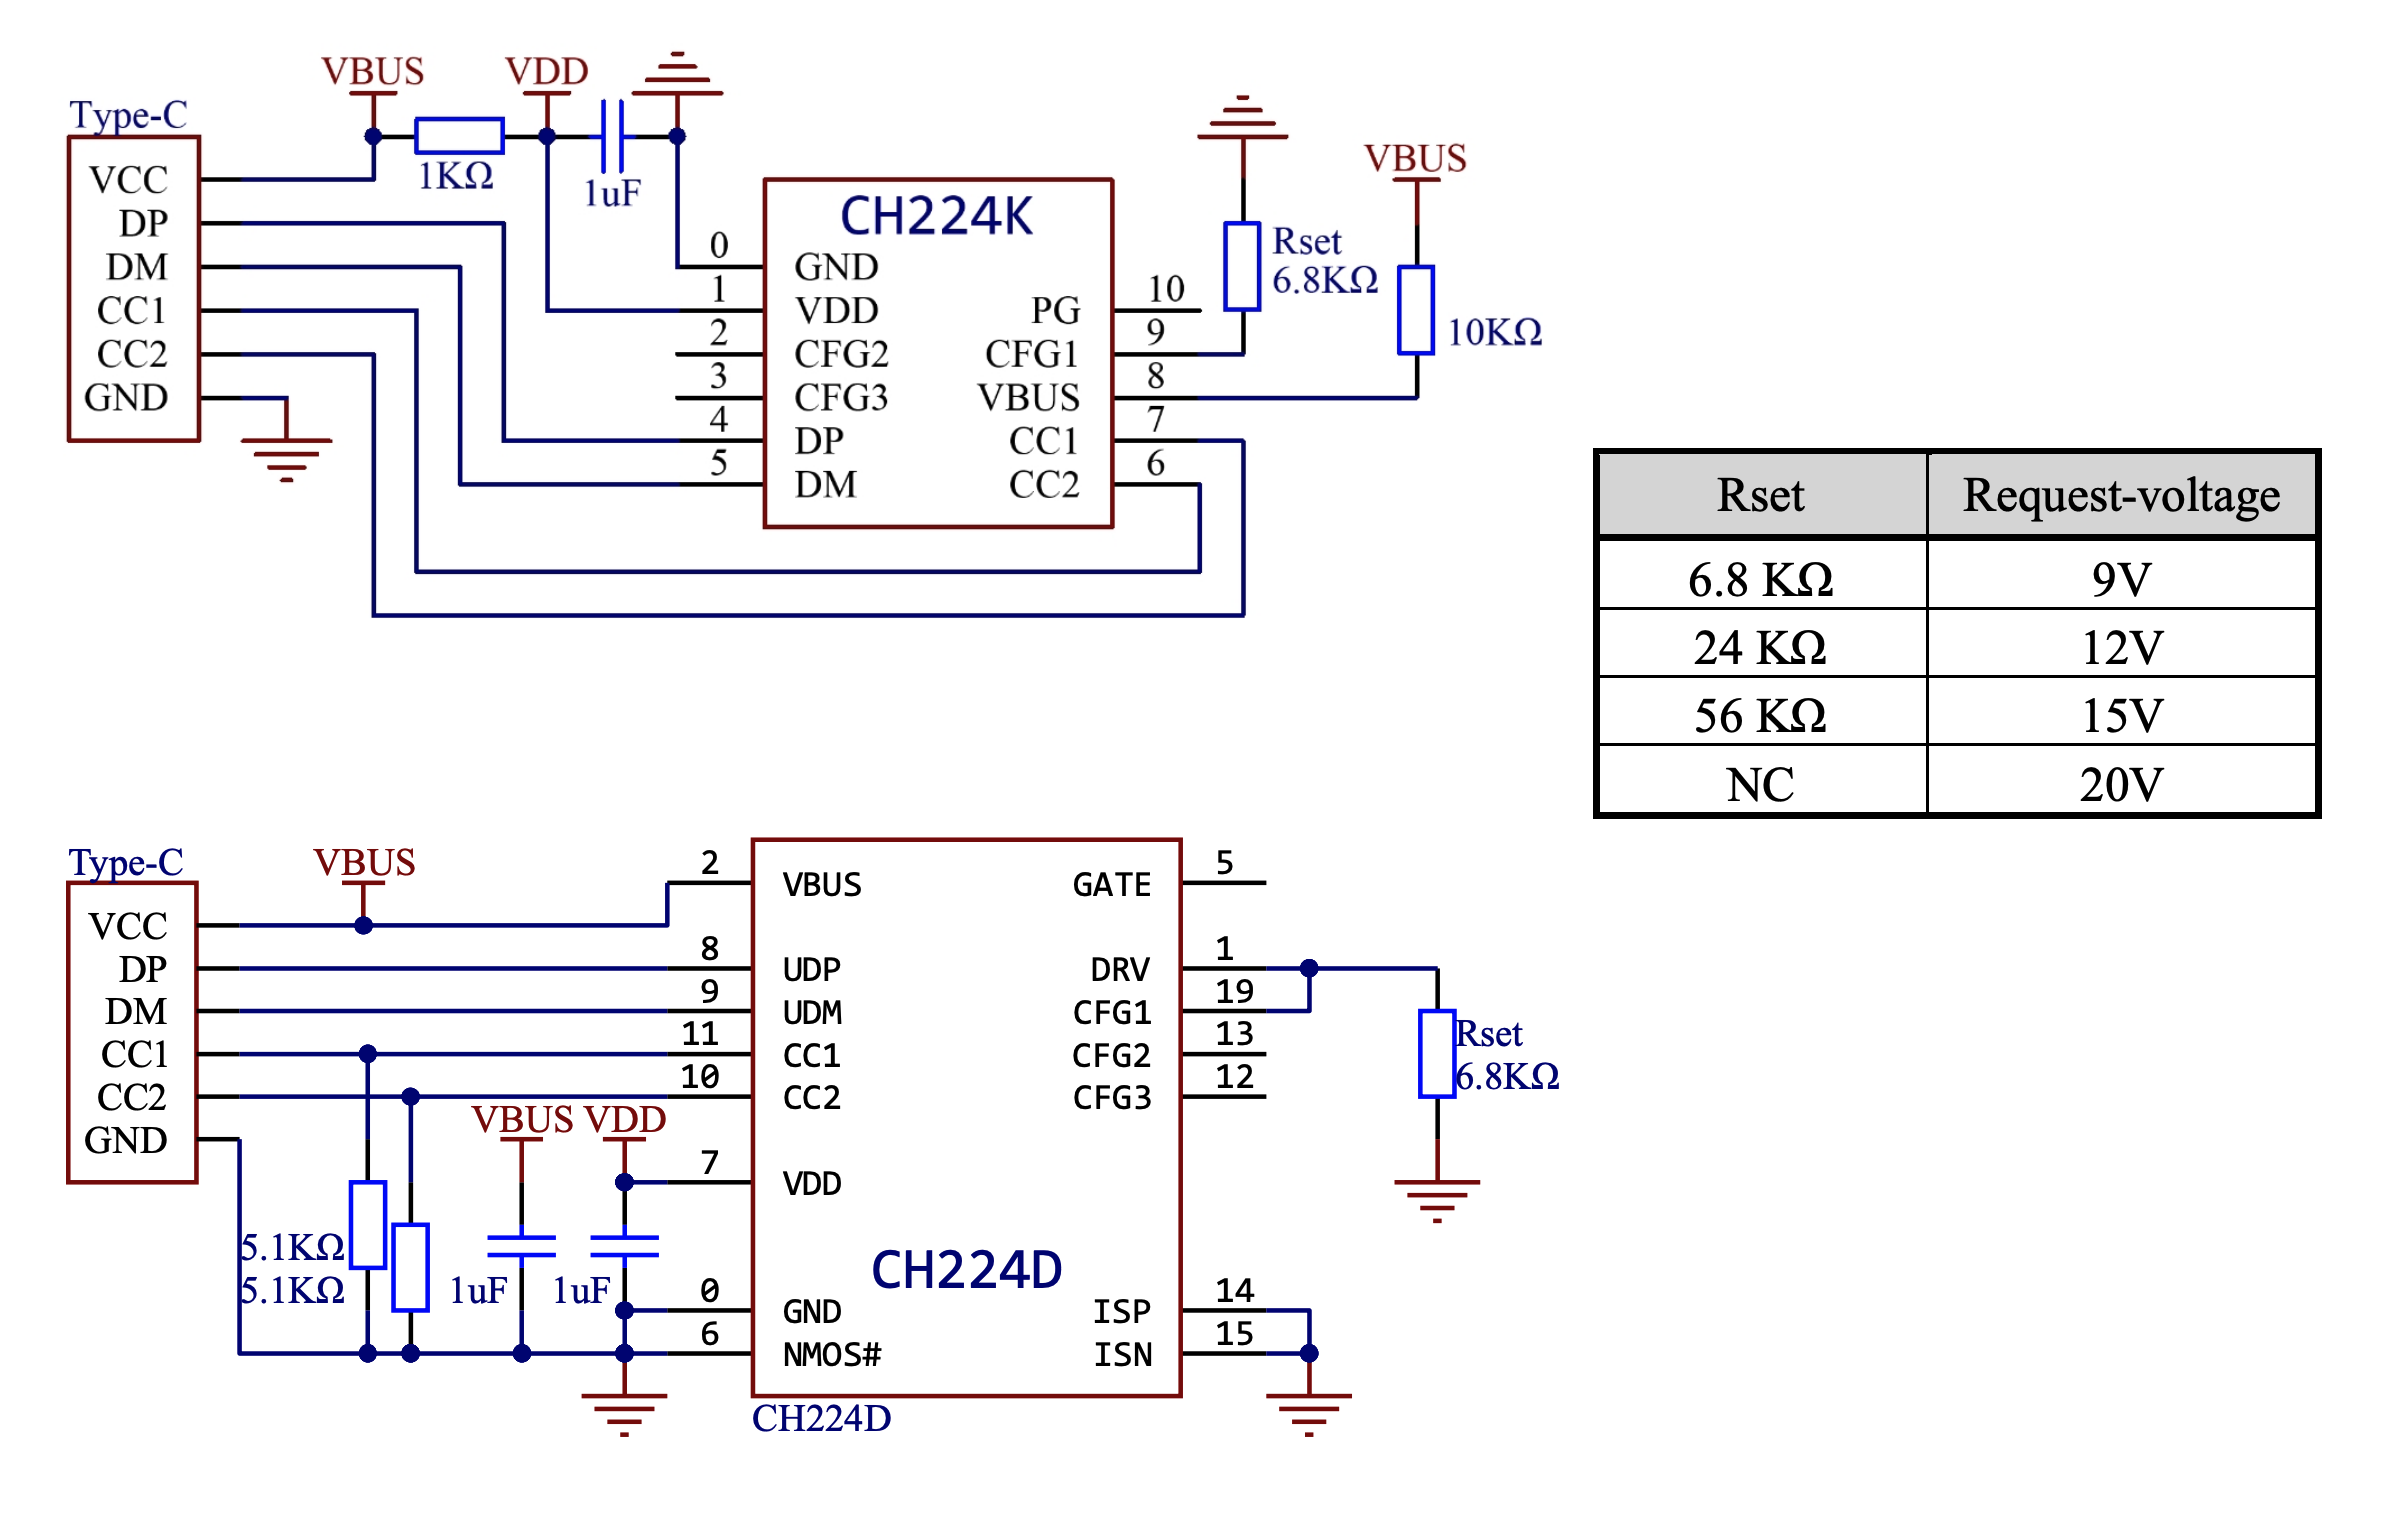 VBUS
VDD
Type-C
VCC
DP
DM
CC1
CC2
GND
1KΩ
1uF
CH224K
0
GND
1
VDD
2
CFG2
3
CFG3
4
DP
5
DM
PG
10
CFG1
9
VBUS
8
CC1
7
CC2
6
Rset
6.8KΩ
VBUS
10KΩ
Rset Request-voltage
6.8 KΩ 9V
24 KΩ 12V
56 KΩ 15V
NC 20V
Type-C
VBUS
VCC
DP
DM
CC1
CC2
GND
5.1KΩ
5.1KΩ
VBUS
VDD
1uF
1uF
2
VBUS
8
UDP
9
UDM
11
CC1
10
CC2
7
VDD
0
GND
6
NMOS#
CH224D
GATE
5
DRV
1
CFG1
19
CFG2
13
CFG3
12
ISP
14
ISN
15
Rset
6.8KΩ
CH224D